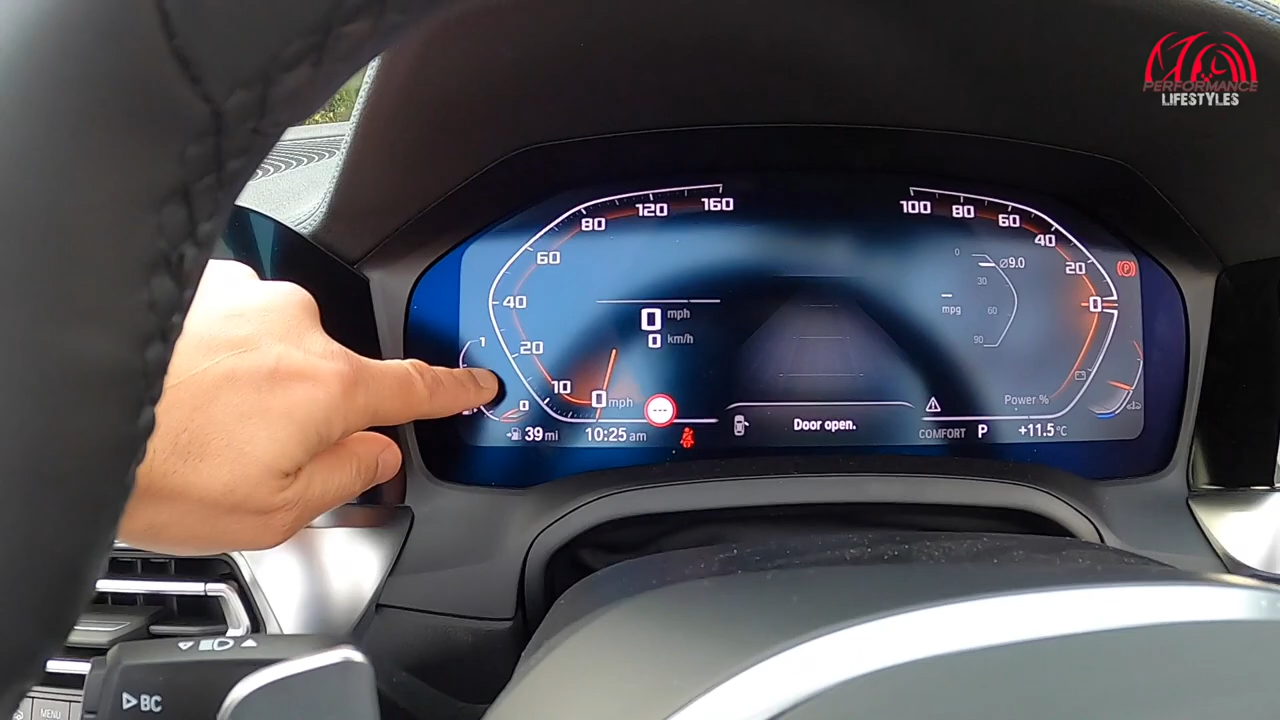 PERFORMANCE
LIFESTYLES
160
120
80
60
40
20
10
0 mph
0 mph
0 km/h
1
0
39 mi
10:25 am
Door open.
COMFORT P
+11.5°C
100
80
60
40
20
0
Power %
P
0
30
60
90
⌀9.0
mpg
BC
MENU